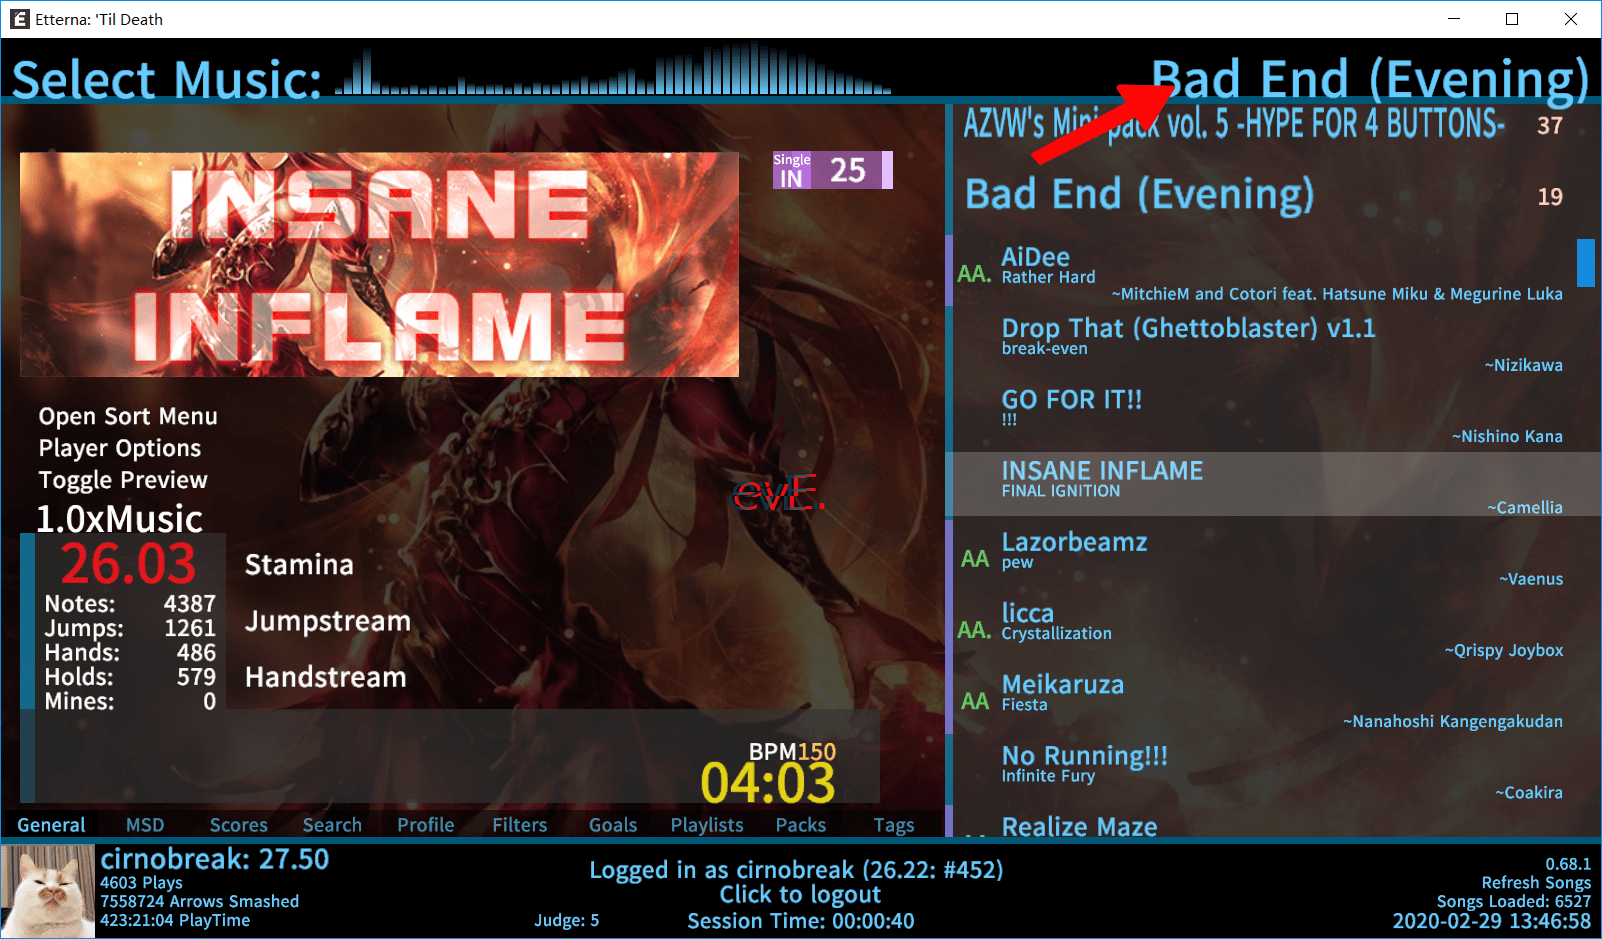 Etterna: 'Til Death
Select Music:
Bad End (Evening)
AZVW's Mini pack vol. 5 -HYPE FOR 4 BUTTONS-
37
INSANE
INFLAME
Single
IN
25
Bad End (Evening)
19
AA.
AiDee
Rather Hard
~MitchieM and Cotori feat. Hatsune Miku & Megurine Luka
Drop That (Ghettoblaster) v1.1
break-even
~Nizikawa
GO FOR IT!!
!!!
~Nishino Kana
INSANE INFLAME
FINAL IGNITION
~Camellia
AA
Lazorbeamz
pew
~Vaenus
AA.
licca
Crystallization
~Qrispy Joybox
AA
Meikaruza
Fiesta
~Nanahoshi Kangengakudan
No Running!!!
Infinite Fury
~Coakira
Realize Maze
Open Sort Menu
Player Options
Toggle Preview
1.0xMusic
evE.
26.03
Notes: 4387
Jumps: 1261
Hands: 486
Holds: 579
Mines: 0
Stamina
Jumpstream
Handstream
BPM150
04:03
General MSD Scores Search Profile Filters Goals Playlists Packs Tags
cirnobreak: 27.50
4603 Plays
7558724 Arrows Smashed
423:21:04 PlayTime
Judge: 5
Logged in as cirnobreak (26.22: #452)
Click to logout
Session Time: 00:00:40
0.68.1
Refresh Songs
Songs Loaded: 6527
2020-02-29 13:46:58